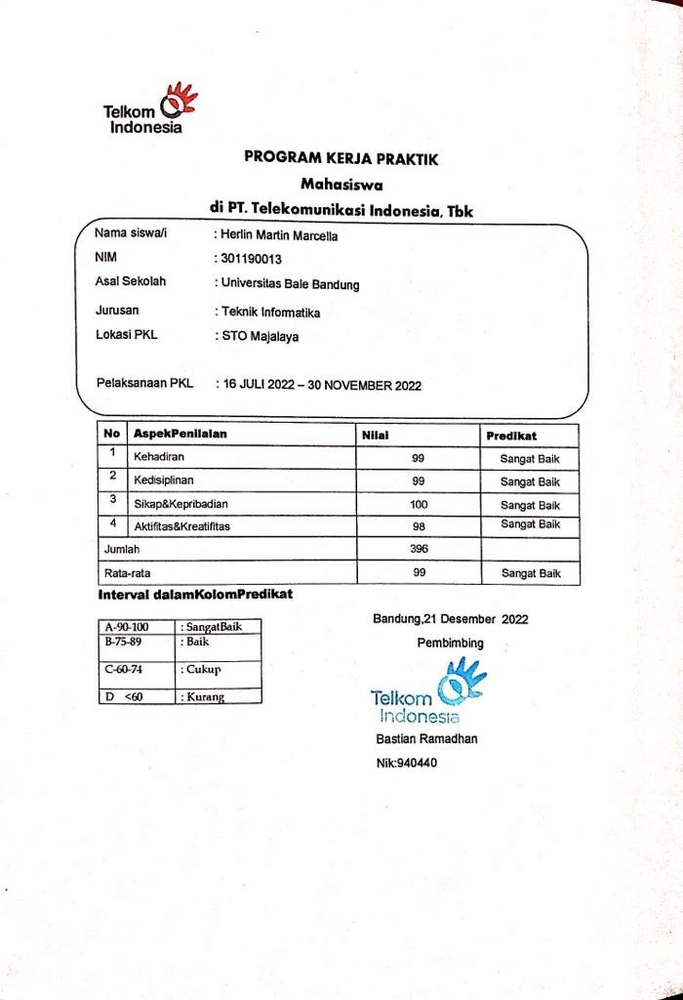 Telkom
Indonesia
PROGRAM KERJA PRAKTIK
Mahasiswa
di PT. Telekomunikasi Indonesia, Tbk
Nama siswa/i : Herlin Martin Marcella
NIM : 301190013
Asal Sekolah : Universitas Bale Bandung
Jurusan : Teknik Informatika
Lokasi PKL : STO Majalaya
Pelaksanaan PKL : 16 JULI 2022 – 30 NOVEMBER 2022
No AspekPenilaian Nilai Predikat
1 Kehadiran 99 Sangat Baik
2 Kedisiplinan 99 Sangat Baik
3 Sikap&Kepribadian 100 Sangat Baik
4 Aktifitas&Kreatifitas 98 Sangat Baik
Jumlah 396
Rata-rata 99 Sangat Baik
Interval dalamKolomPredikat
A-90-100 : SangatBaik
B-75-89 : Baik
C-60-74 : Cukup
D <60 : Kurang
Bandung,21 Desember 2022
Pembimbing
Telkom
Indonesia
Bastian Ramadhan
Nik:940440